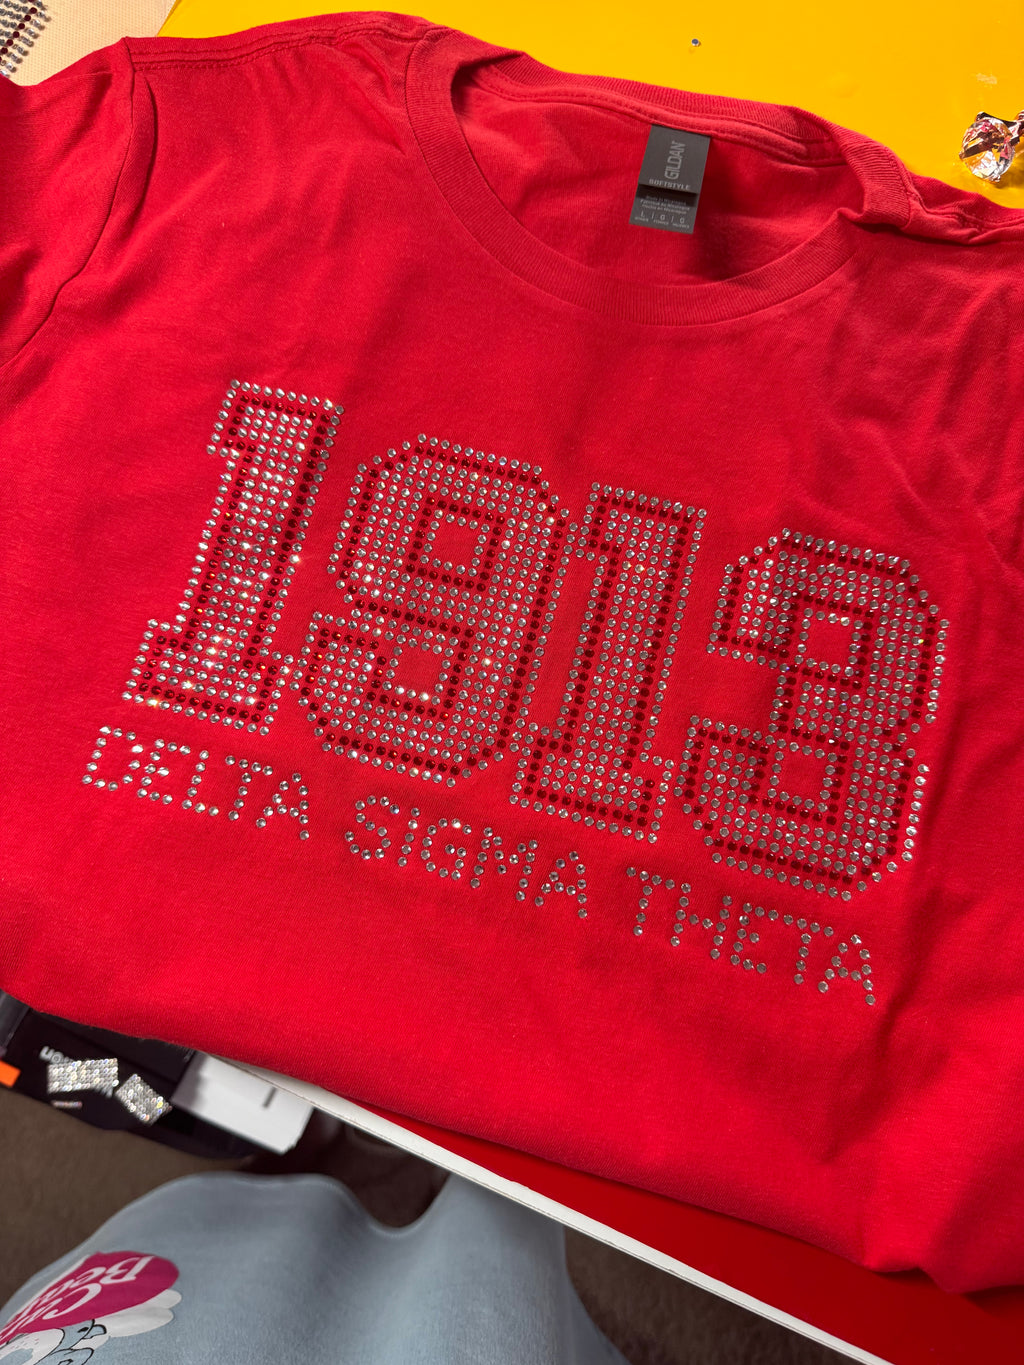 GILDAN
SOFTSTYLE
L
1913
DELTA SIGMA THETA